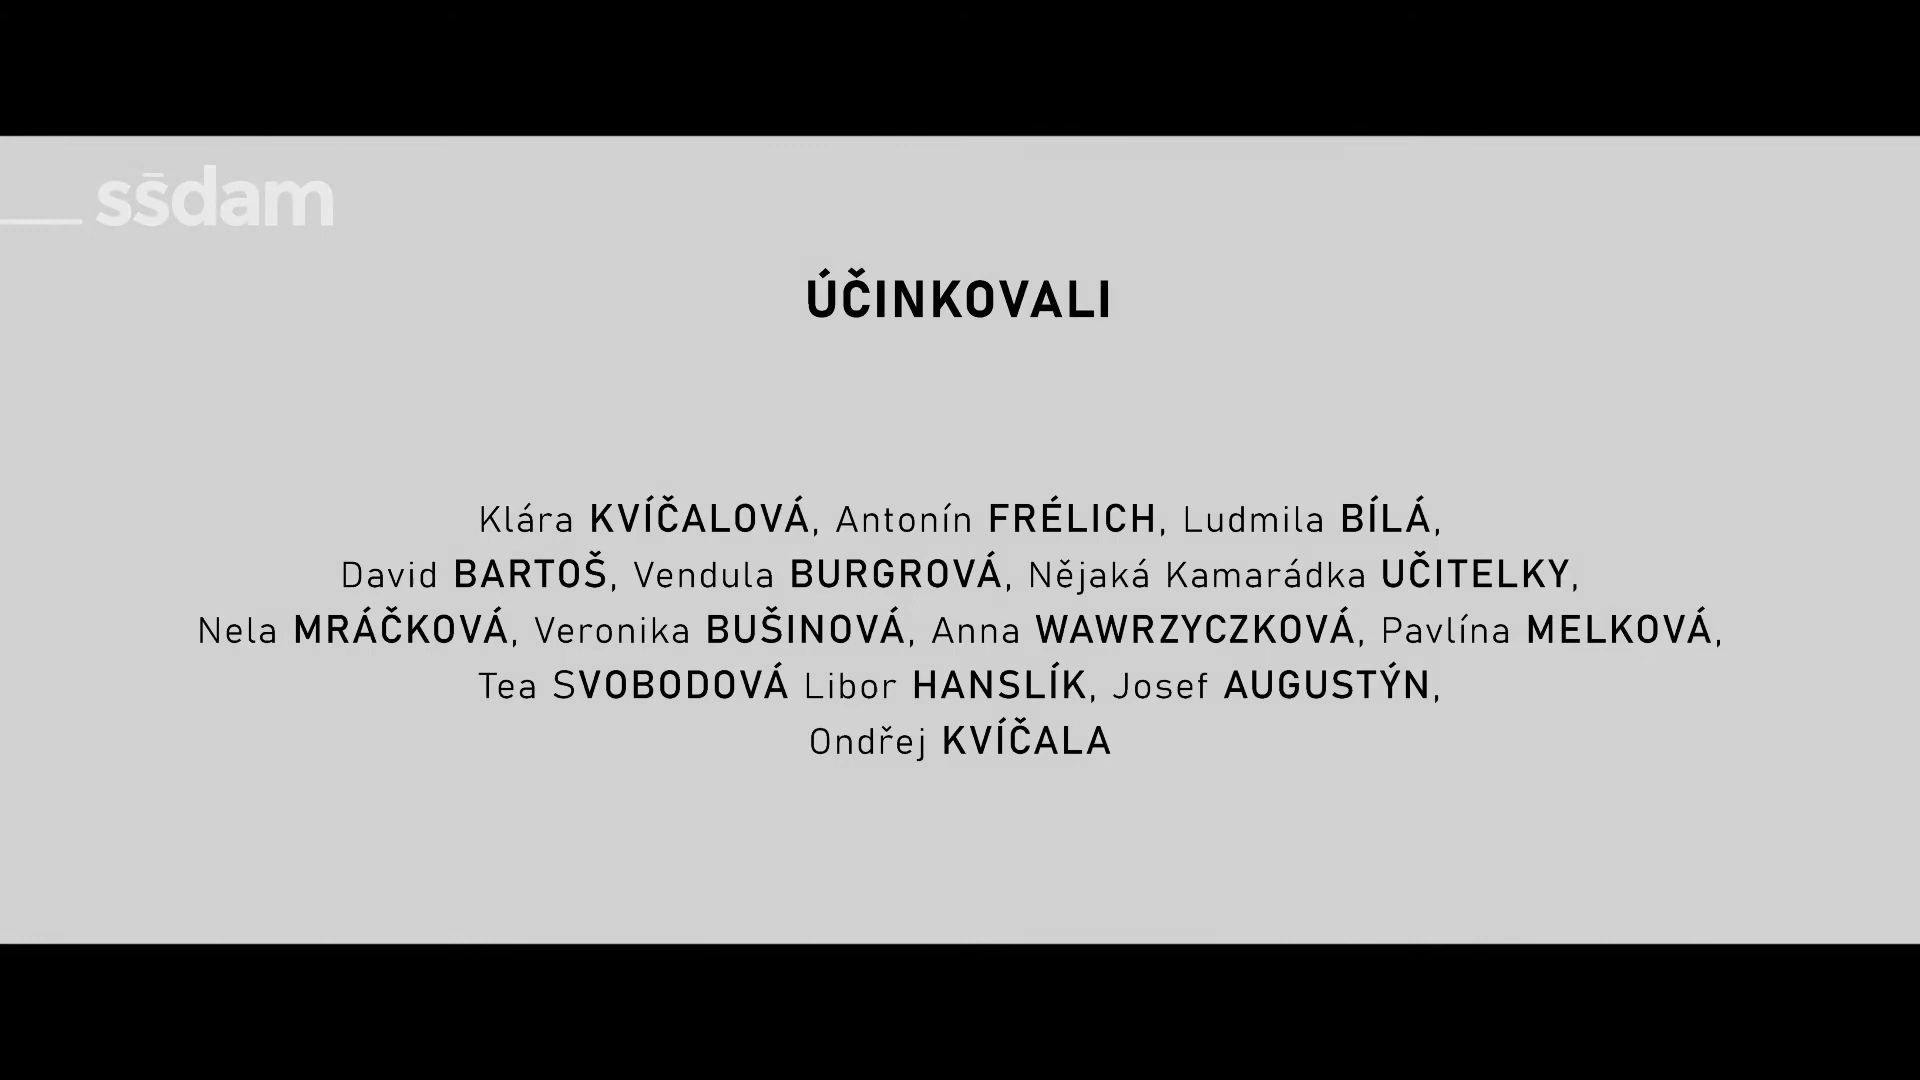 sšdam
ÚČINKOVALI
Klára KVÍČALOVÁ, Antonín FRÉLICH, Ludmila BÍLÁ,
David BARTOŠ, Vendula BURGROVÁ, Nějaká Kamarádka UČITELKY,
Nela MRÁČKOVÁ, Veronika BUŠINOVÁ, Anna WAWRZYCZKOVÁ, Pavlína MELKOVÁ,
Tea SVOBODOVÁ Libor HANSLÍK, Josef AUGUSTÝN,
Ondřej KVÍČALA